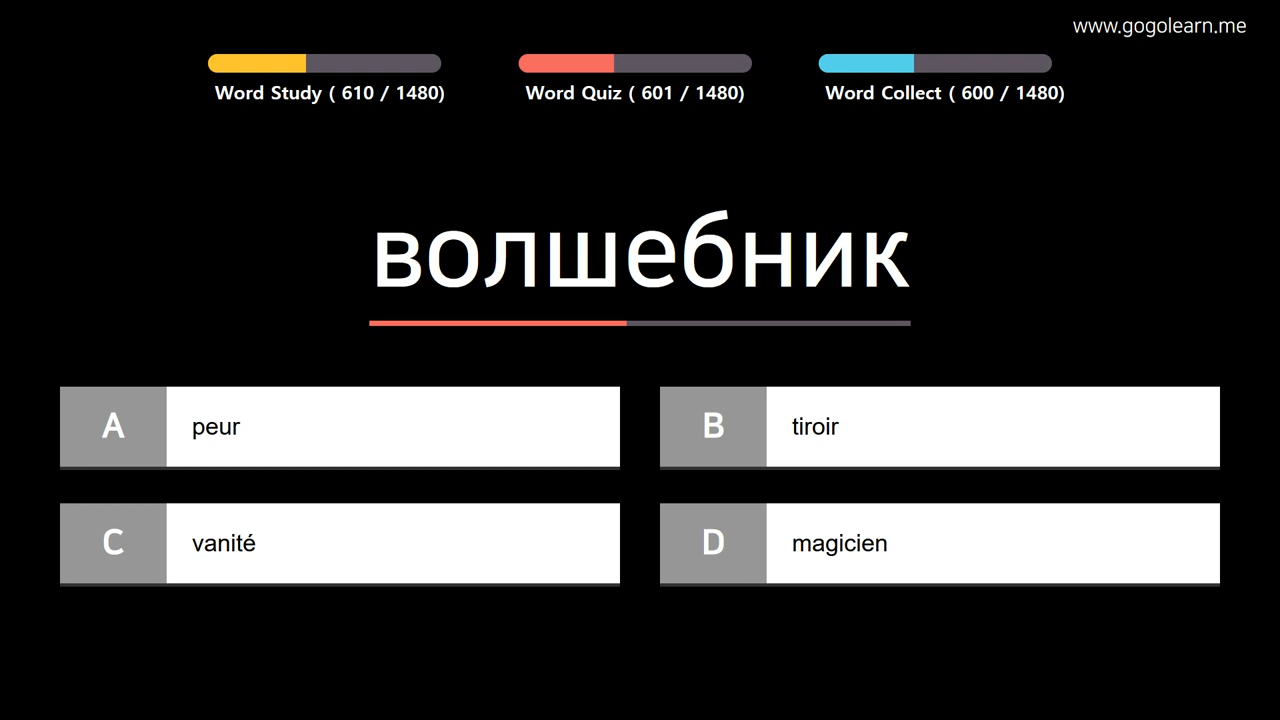 www.gogolearn.me
Word Study ( 610 / 1480)
Word Quiz ( 601 / 1480)
Word Collect ( 600 / 1480)
волшебник
A peur
B tiroir
C vanité
D magicien